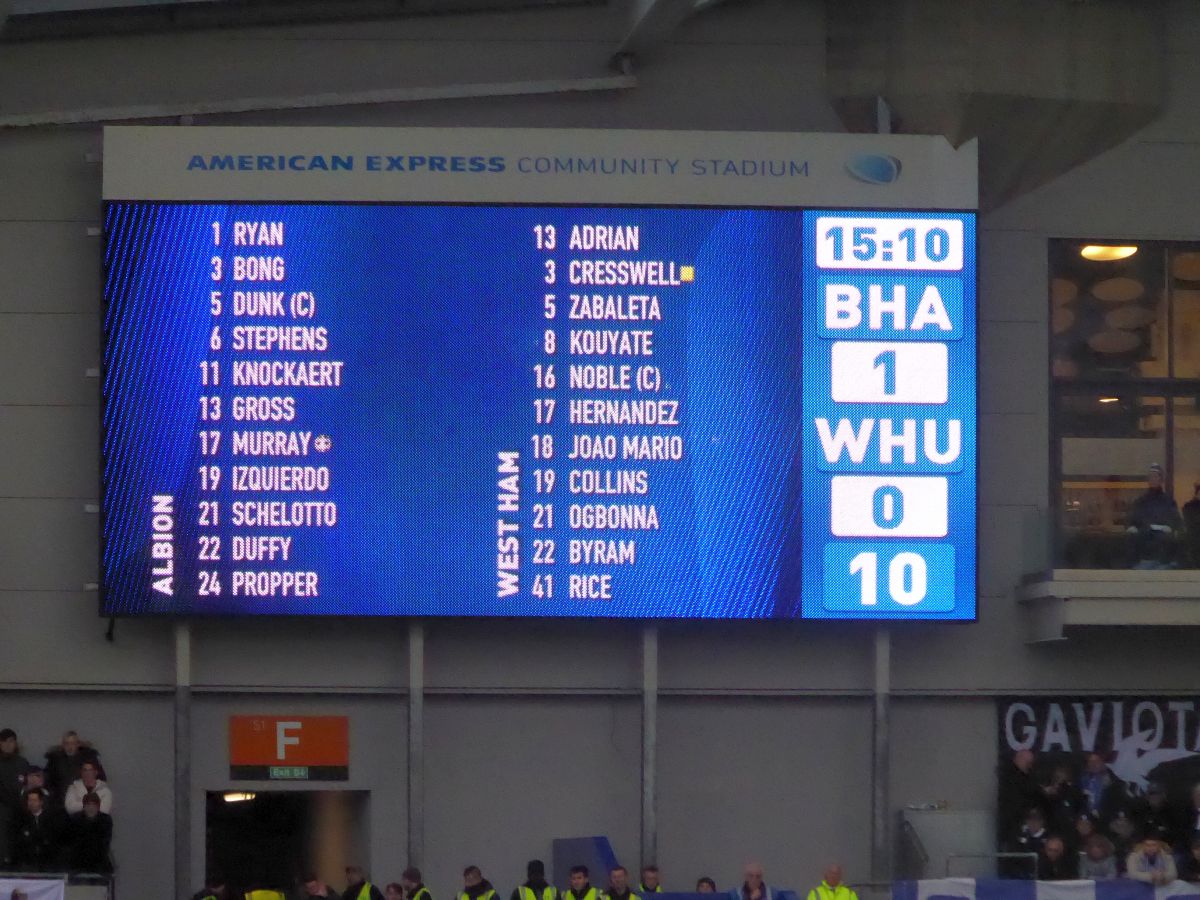 AMERICAN EXPRESS COMMUNITY STADIUM
ALBION
1 RYAN
3 BONG
5 DUNK (C)
6 STEPHENS
11 KNOCKAERT
13 GROSS
17 MURRAY
19 IZQUIERDO
21 SCHELOTTO
22 DUFFY
24 PROPPER
WEST HAM
13 ADRIAN
3 CRESSWELL
5 ZABALETA
8 KOUYATE
16 NOBLE (C)
17 HERNANDEZ
18 JOAO MARIO
19 COLLINS
21 OGBONNA
22 BYRAM
41 RICE
15:10
BHA
1
WHU
0
10
S1
F
Exit
GAVIOTA